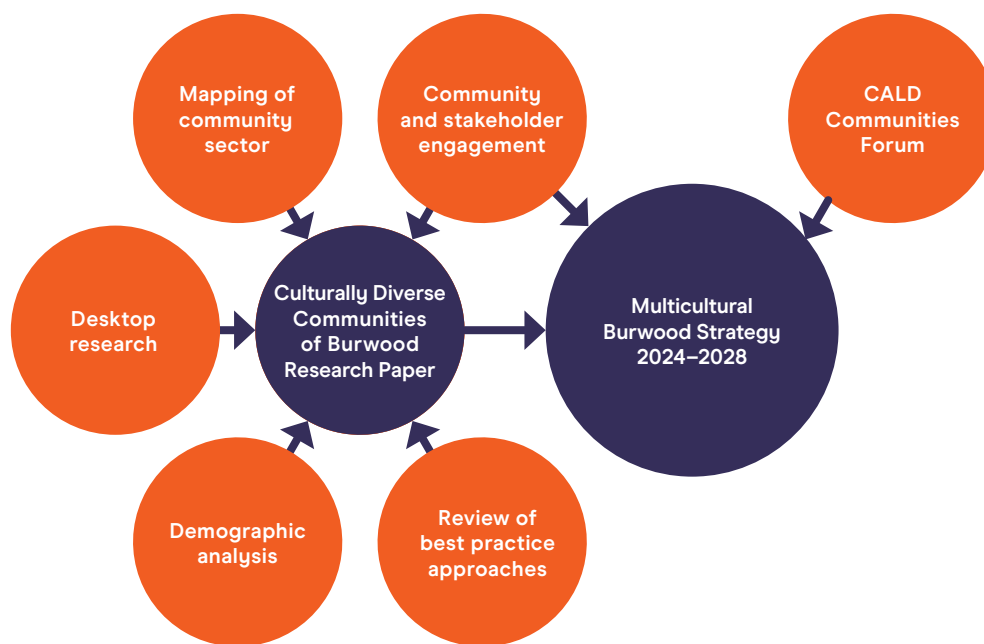 Mapping of
community
sector
Community
and stakeholder
engagement
CALD
Communities
Forum
Desktop
research
Culturally Diverse
Communities
of Burwood
Research Paper
Multicultural
Burwood Strategy
2024–2028
Demographic
analysis
Review of
best practice
approaches